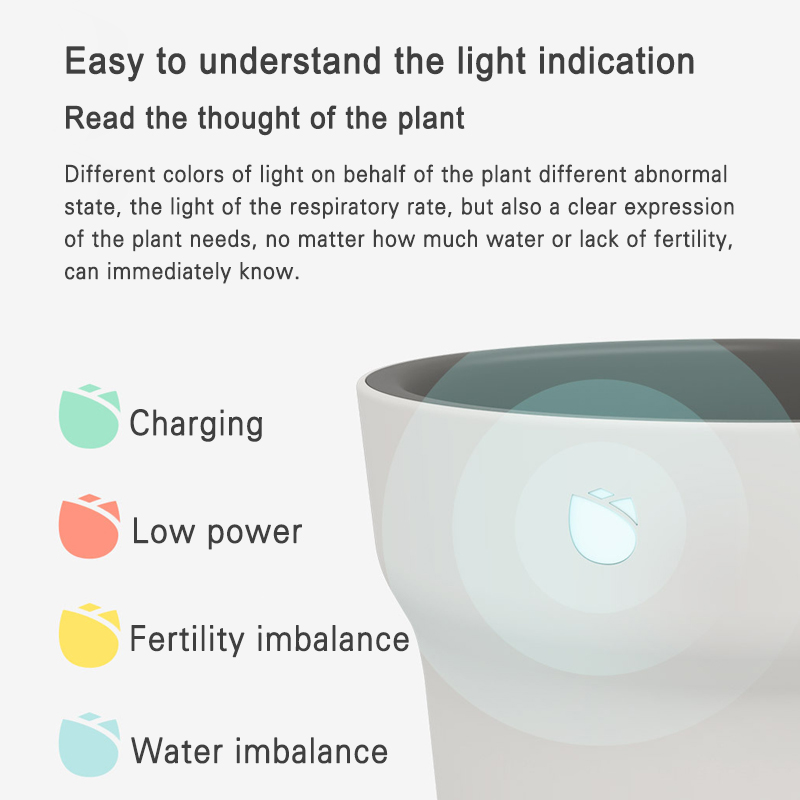 Easy to understand the light indication
Read the thought of the plant
Different colors of light on behalf of the plant different abnormal
state, the light of the respiratory rate, but also a clear expression
of the plant needs, no matter how much water or lack of fertility,
can immediately know.
Charging
Low power
Fertility imbalance
Water imbalance